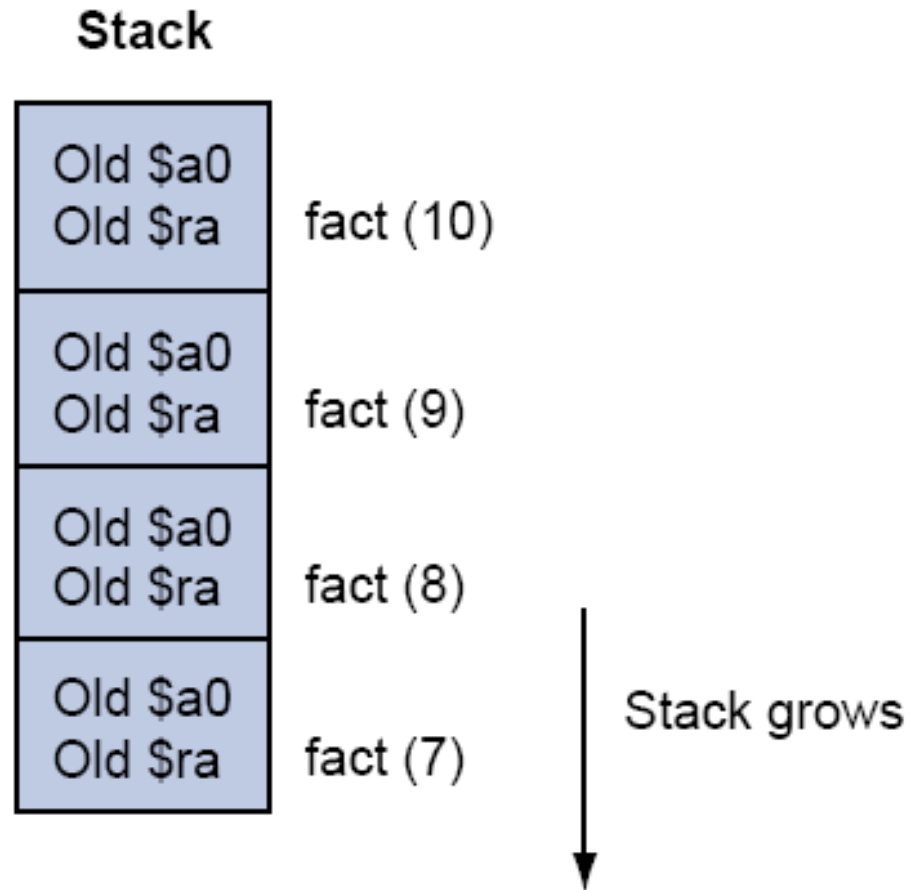 Stack
Old $a0
Old $ra
fact (10)
Old $a0
Old $ra
fact (9)
Old $a0
Old $ra
fact (8)
Old $a0
Old $ra
fact (7)
Stack grows